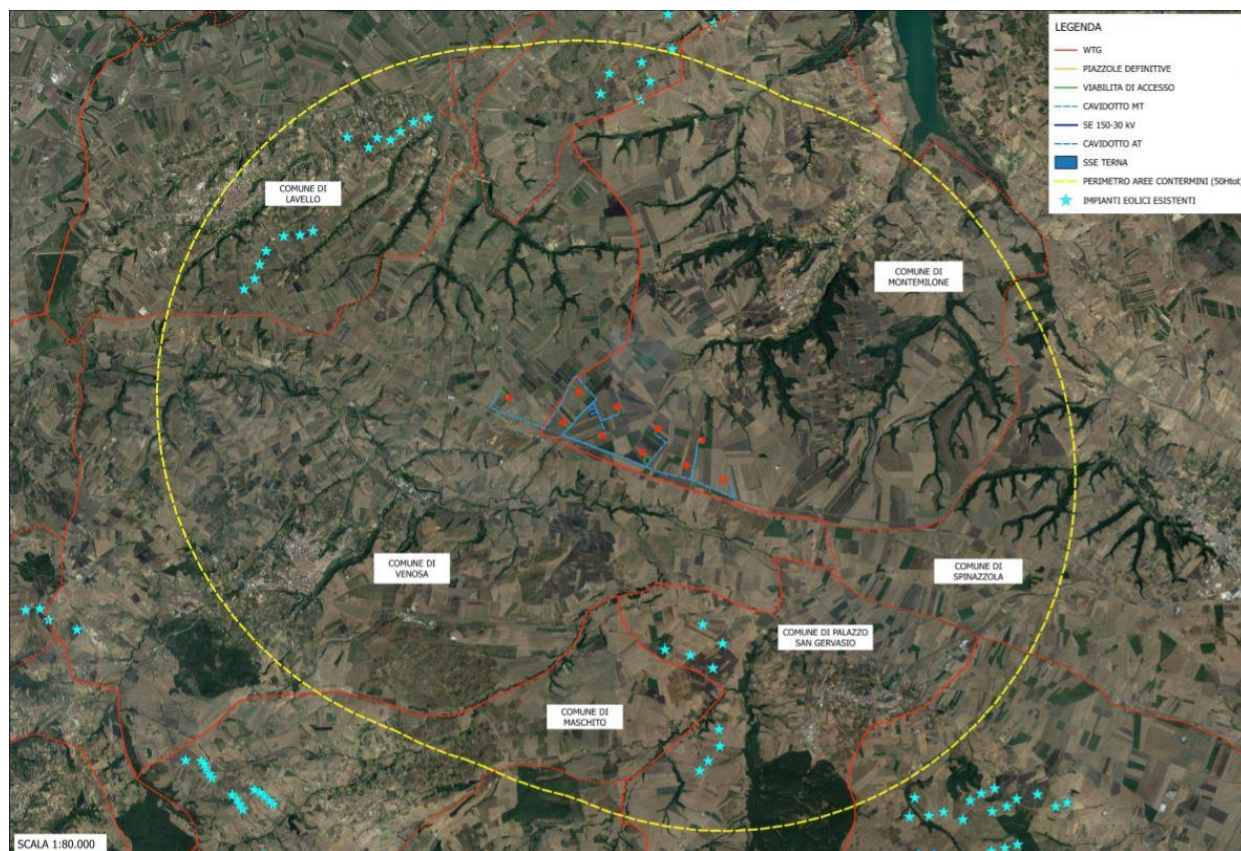 LEGENDA
WTG
PIAZZOLE DEFINITIVE
VIABILITA DI ACCESSO
CAVIDOTTO MT
SE 150-30 kV
CAVIDOTTO AT
SSE TERNA
PERIMETRO AREE CONTERMINI (50Htot)
IMPIANTI EOLICI ESISTENTI
COMUNE DI
LAVELLO
COMUNE DI
MONTEMILONE
COMUNE DI
VENOSA
COMUNE DI
SPINAZZOLA
COMUNE DI PALAZZO
SAN GERVASIO
COMUNE DI
MASCHITO
SCALA 1:80.000